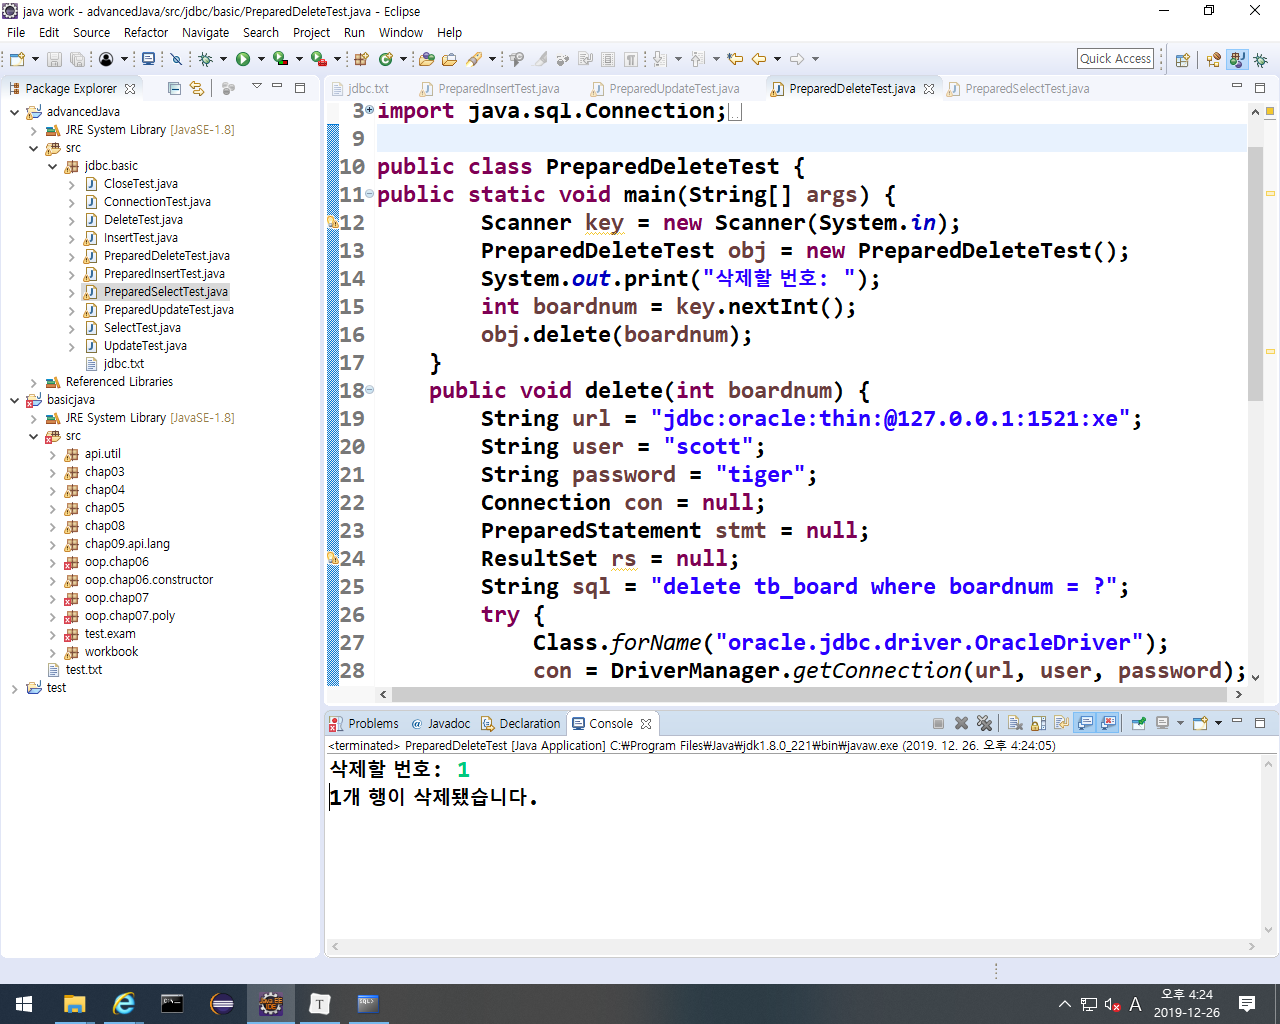 java work - advancedJava/src/jdbc/basic/PreparedDeleteTest.java - Eclipse
File Edit Source Refactor Navigate Search Project Run Window Help
Quick Access
Package Explorer
advancedJava
JRE System Library [JavaSE-1.8]
src
jdbc.basic
CloseTest.java
ConnectionTest.java
DeleteTest.java
InsertTest.java
PreparedDeleteTest.java
PreparedInsertTest.java
PreparedSelectTest.java
PreparedUpdateTest.java
SelectTest.java
UpdateTest.java
jdbc.txt
Referenced Libraries
basicjava
JRE System Library [JavaSE-1.8]
src
api.util
chap03
chap04
chap05
chap08
chap09.api.lang
oop.chap06
oop.chap06.constructor
oop.chap07
oop.chap07.poly
test.exam
workbook
test.txt
test
jdbc.txt PreparedInsertTest.java PreparedUpdateTest.java PreparedDeleteTest.java PreparedSelectTest.java
3 import java.sql.Connection;
9
10 public class PreparedDeleteTest {
11 public static void main(String[] args) {
12 Scanner key = new Scanner(System.in);
13 PreparedDeleteTest obj = new PreparedDeleteTest();
14 System.out.print("삭제할 번호: ");
15 int boardnum = key.nextInt();
16 obj.delete(boardnum);
17 }
18 public void delete(int boardnum) {
19 String url = "jdbc:oracle:thin:@127.0.0.1:1521:xe";
20 String user = "scott";
21 String password = "tiger";
22 Connection con = null;
23 PreparedStatement stmt = null;
24 ResultSet rs = null;
25 String sql = "delete tb_board where boardnum = ?";
26 try {
27 Class.forName("oracle.jdbc.driver.OracleDriver");
28 con = DriverManager.getConnection(url, user, password);
Problems @ Javadoc Declaration Console
<terminated> PreparedDeleteTest [Java Application] C:₩Program Files₩Java₩jdk1.8.0_221₩bin₩javaw.exe (2019. 12. 26. 오후 4:24:05)
삭제할 번호: 1
1개 행이 삭제됐습니다.
A
오후 4:24
2019-12-26